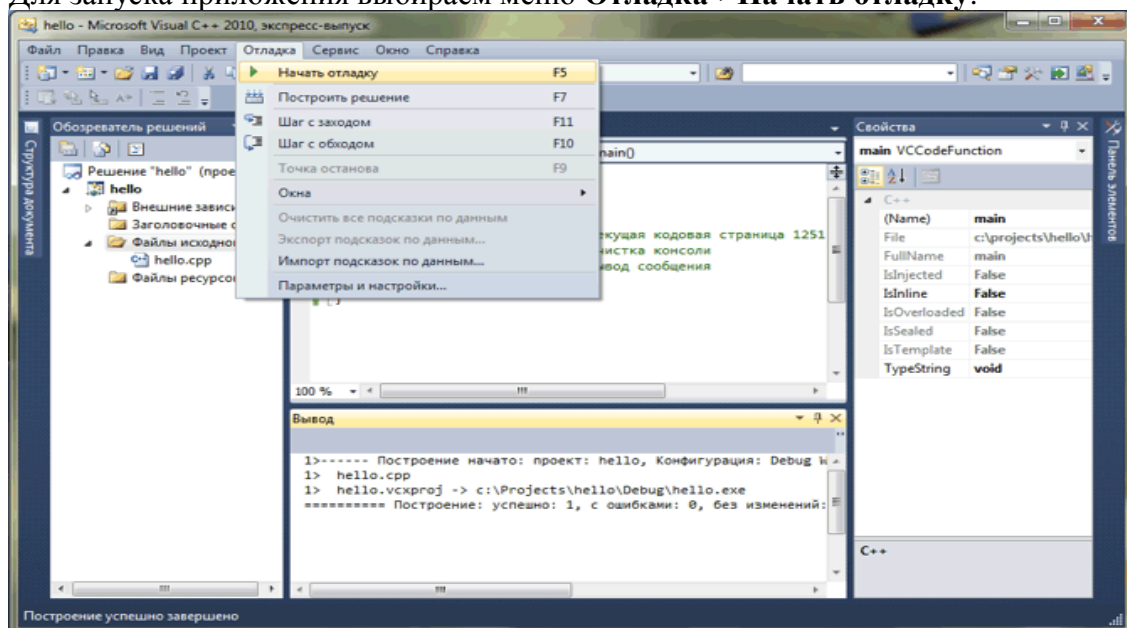 Для запуска приложения выбираем меню Отладка › Начать отладку.
hello - Microsoft Visual C++ 2010, экспресс-выпуск
Файл Правка Вид Проект Отладка Сервис Окно Справка
Начать отладку F5
Построить решение F7
Шаг с заходом F11
Шаг с обходом F10
Точка останова F9
Окна
Очистить все подсказки по данным
Экспорт подсказок по данным...
Импорт подсказок по данным...
Параметры и настройки...
Структура документа
Обозреватель решений
Решение "hello" (прое
hello
Внешние зависи
Заголовочные с
Файлы исходно
hello.cpp
Файлы ресурсо
main()
екущая кодовая страница 1251
чистка консоли
ывод сообщения
}
100 %
Вывод
1>------ Построение начато: проект: hello, Конфигурация: Debug W
1> hello.cpp
1> hello.vcxproj -> c:\Projects\hello\Debug\hello.exe
========== Построение: успешно: 1, с ошибками: 0, без изменений:
Свойства
main VCCodeFunction
C++
(Name) main
File c:\projects\hello\h
FullName main
IsInjected False
IsInline False
IsOverloaded False
IsSealed False
IsTemplate False
TypeString void
C++
Панель элементов
Построение успешно завершено